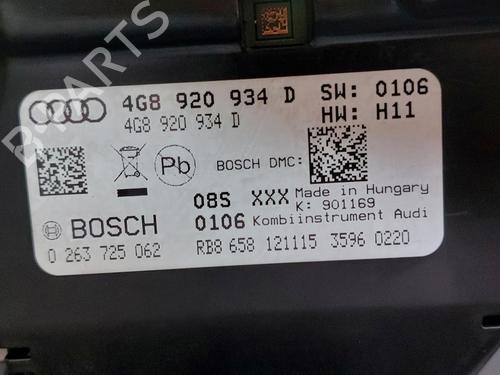 4G8 920 934 D SW: 0106
4G8 920 934 D HW: H11
Pb BOSCH DMC:
08S XXX Made in Hungary
K: 901169
BOSCH 0106 Kombiinstrument Audi
0 263 725 062 RB8 658 121115 3596 0220
B-PARTS